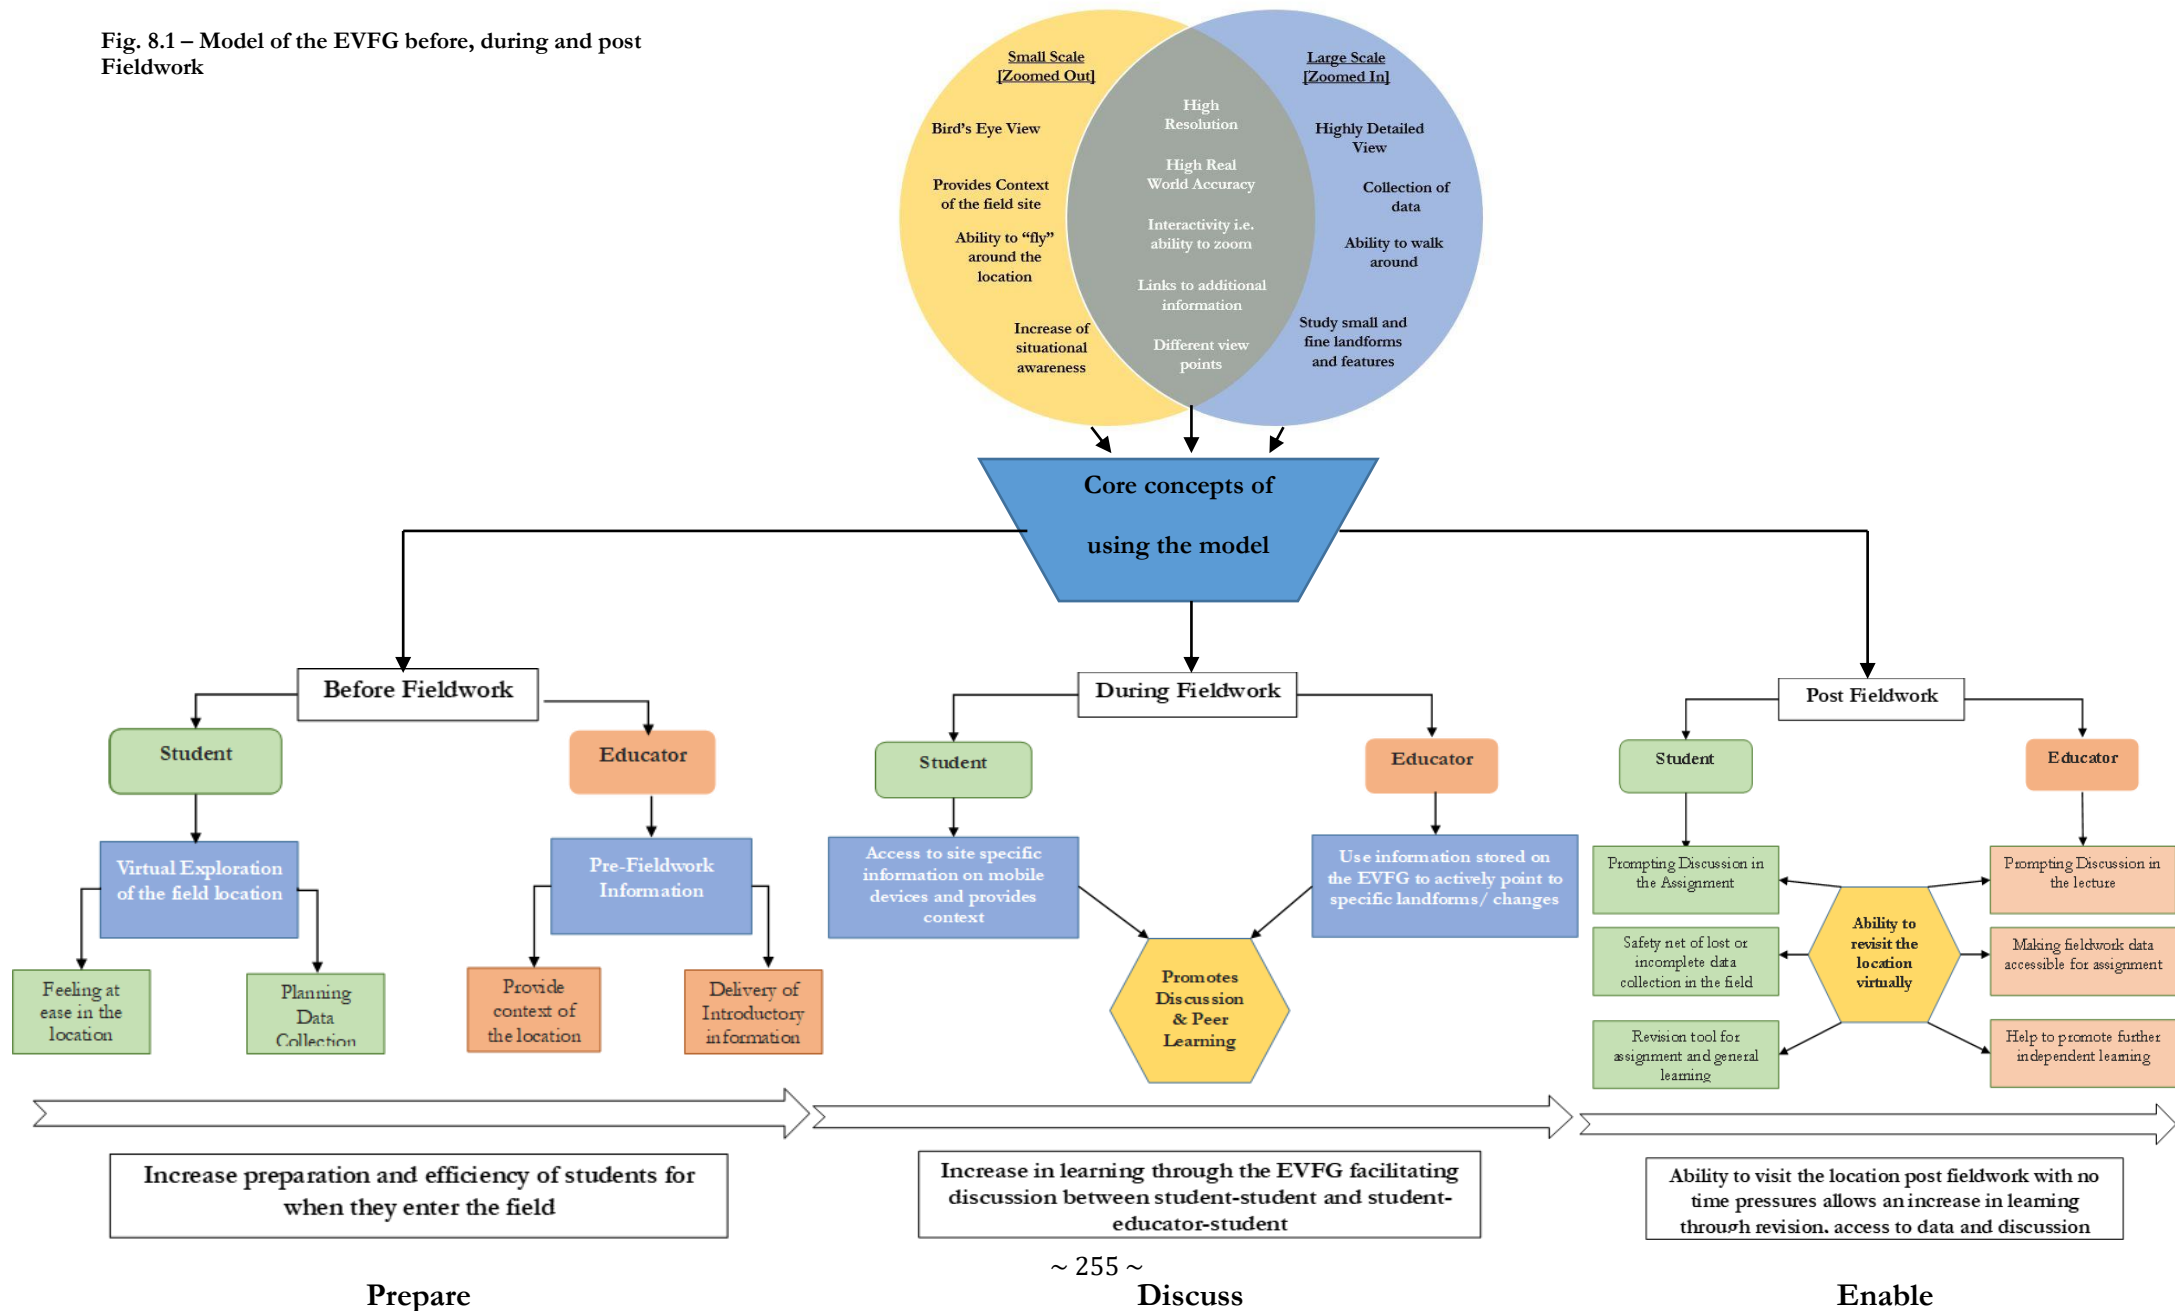 Fig. 8.1 – Model of the EVFG before, during and post
Fieldwork
Small Scale
[Zoomed Out]
Bird's Eye View
Provides Context
of the field site
Ability to “fly”
around the
location
Increase of
situational
awareness
High
Resolution
High Real
World Accuracy
Interactivity i.e.
ability to zoom
Links to additional
information
Different view
points
Large Scale
[Zoomed In]
Highly Detailed
View
Collection of
data
Ability to walk
around
Study small and
fine landforms
and features
Core concepts of
using the model
Before Fieldwork
Student
Educator
Virtual Exploration
of the field location
Pre-Fieldwork
Information
Feeling at
ease in the
location
Planning
Data
Collection
Provide
context of
the location
Delivery of
Introductory
information
During Fieldwork
Student
Educator
Access to site specific
information on mobile
devices and provides
context
Use information stored on
the EVFG to actively point to
specific landforms/ changes
Promotes
Discussion
& Peer
Learning
Post Fieldwork
Student
Educator
Prompting Discussion in
the Assignment
Safety net of lost or
incomplete data
collection in the field
Revision tool for
assignment and general
learning
Ability to
revisit the
location
virtually
Prompting Discussion in
the lecture
Making fieldwork data
accessible for assignment
Help to promote further
independent learning
Increase preparation and efficiency of students for
when they enter the field
Increase in learning through the EVFG facilitating
discussion between student-student and student-
educator-student
Ability to visit the location post fieldwork with no
time pressures allows an increase in learning
through revision, access to data and discussion
~ 255 ~
Prepare
Discuss
Enable